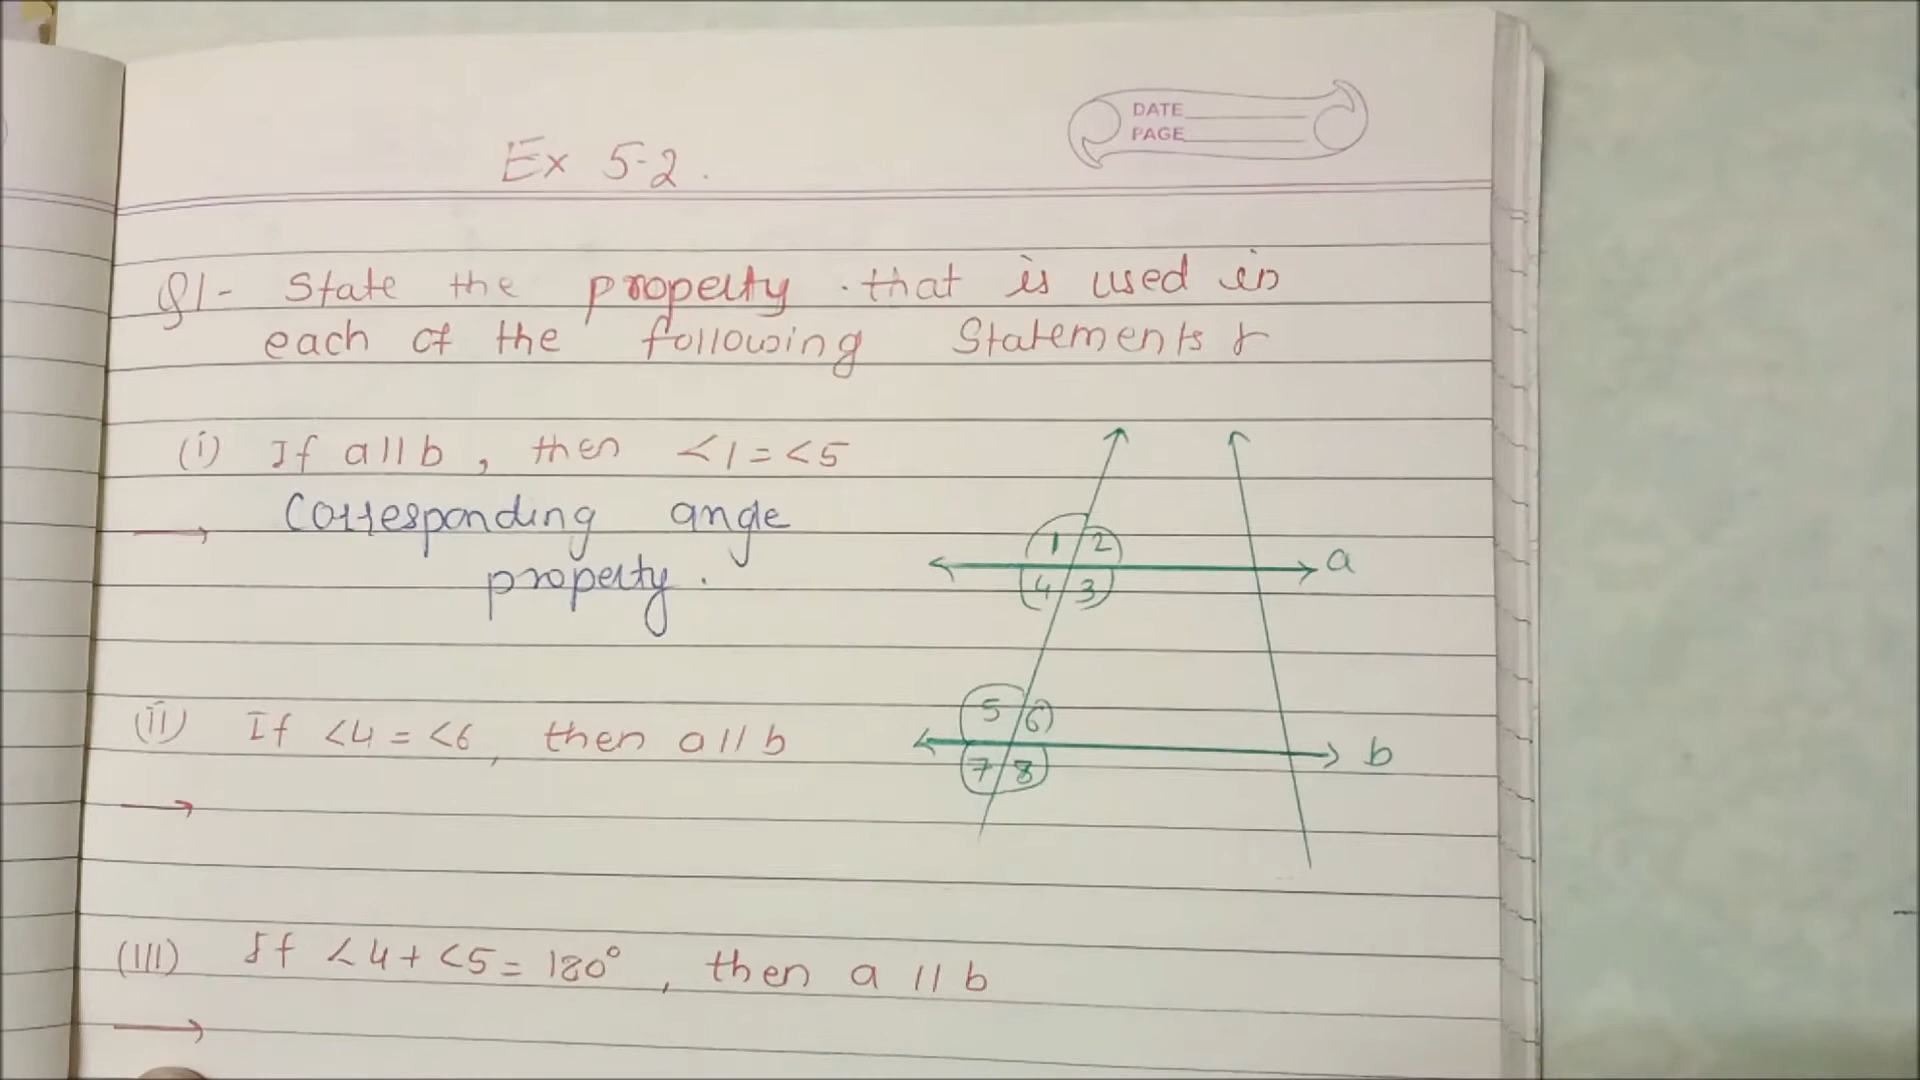 DATE
PAGE
Ex 5.2.
Q1- State the property that is used in
each of the following Statements
(i) If a||b, then <1=<5
Corresponding angle
property.
1 2
a
4 3
5 6
(ii) If <4=<6, then a||b
b
7 8
(III) If <4+<5=180°, then a || b